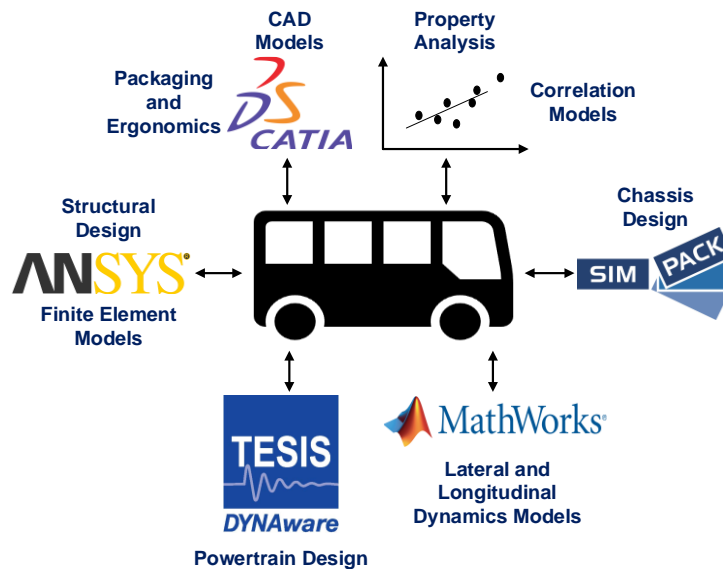 CAD
Models
Property
Analysis
Packaging
and
Ergonomics
CATIA
Correlation
Models
Structural
Design
ANSYS®
Finite Element
Models
Chassis
Design
SIM
PACK
TESIS
DYNAware
Powertrain Design
MathWorks®
Lateral and
Longitudinal
Dynamics Models